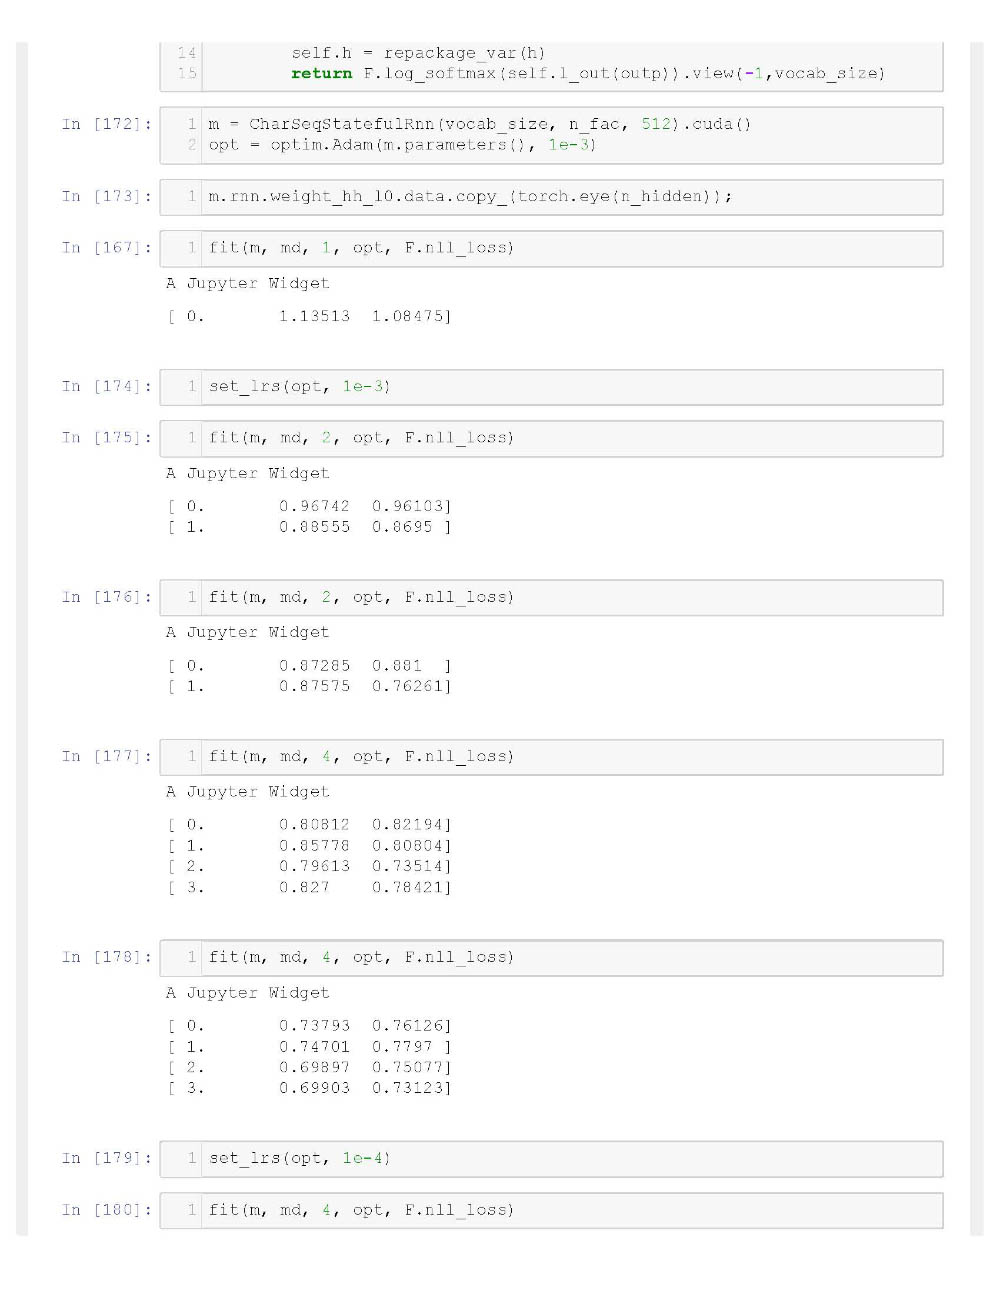 14         self.h = repackage_var(h)
15         return F.log_softmax(self.l_out(outp)).view(-1,vocab_size)
In [172]: 1 m = CharSeqStatefulRnn(vocab_size, n_fac, 512).cuda()
2 opt = optim.Adam(m.parameters(), 1e-3)
In [173]: 1 m.rnn.weight_hh_l0.data.copy_(torch.eye(n_hidden));
In [167]: 1 fit(m, md, 1, opt, F.nll_loss)
A Jupyter Widget
[ 0.       1.13513  1.08475]
In [174]: 1 set_lrs(opt, 1e-3)
In [175]: 1 fit(m, md, 2, opt, F.nll_loss)
A Jupyter Widget
[ 0.       0.96742  0.96103]
[ 1.       0.88555  0.8695 ]
In [176]: 1 fit(m, md, 2, opt, F.nll_loss)
A Jupyter Widget
[ 0.       0.87285  0.881  ]
[ 1.       0.87575  0.76261]
In [177]: 1 fit(m, md, 4, opt, F.nll_loss)
A Jupyter Widget
[ 0.       0.80812  0.82194]
[ 1.       0.85778  0.80804]
[ 2.       0.79613  0.73514]
[ 3.       0.827    0.78421]
In [178]: 1 fit(m, md, 4, opt, F.nll_loss)
A Jupyter Widget
[ 0.       0.73793  0.76126]
[ 1.       0.74701  0.7797 ]
[ 2.       0.69897  0.75077]
[ 3.       0.69903  0.73123]
In [179]: 1 set_lrs(opt, 1e-4)
In [180]: 1 fit(m, md, 4, opt, F.nll_loss)